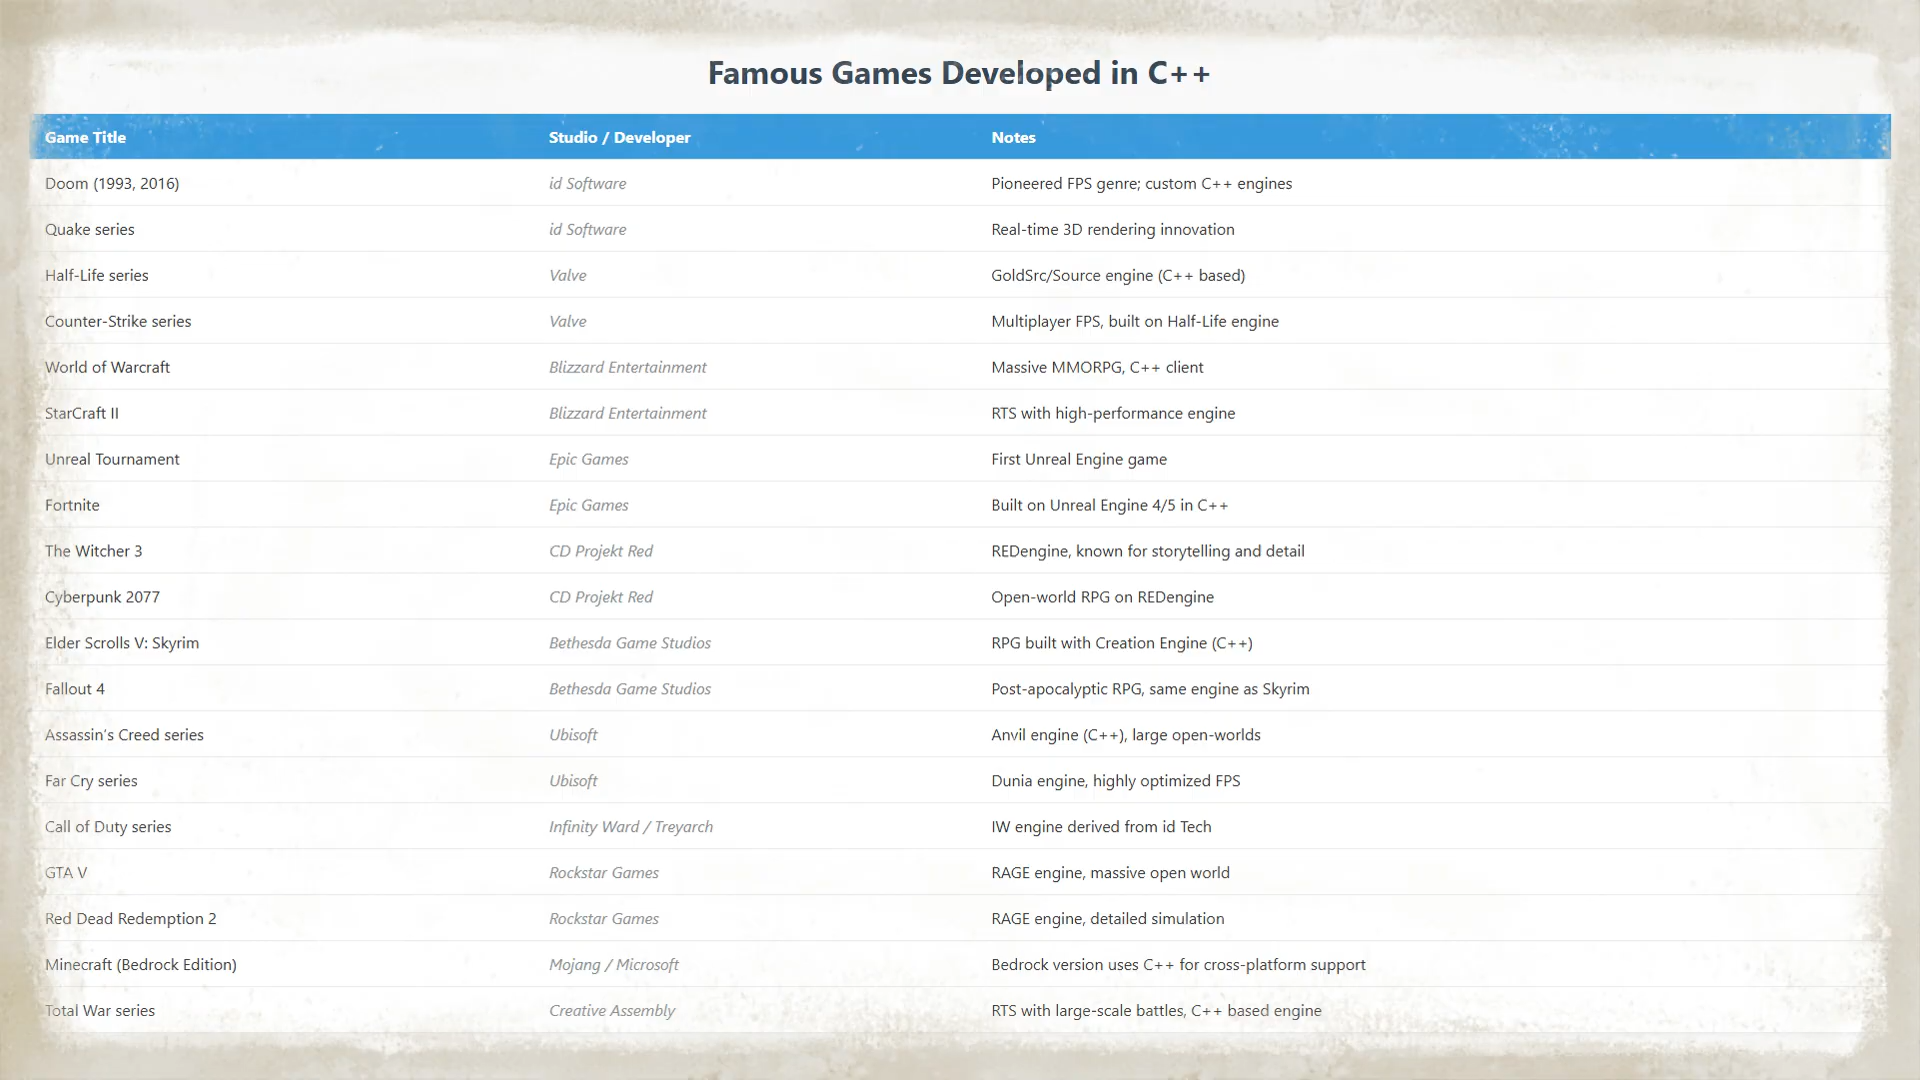 Famous Games Developed in C++
Game Title Studio / Developer Notes
Doom (1993, 2016) id Software Pioneered FPS genre; custom C++ engines
Quake series id Software Real-time 3D rendering innovation
Half-Life series Valve GoldSrc/Source engine (C++ based)
Counter-Strike series Valve Multiplayer FPS, built on Half-Life engine
World of Warcraft Blizzard Entertainment Massive MMORPG, C++ client
StarCraft II Blizzard Entertainment RTS with high-performance engine
Unreal Tournament Epic Games First Unreal Engine game
Fortnite Epic Games Built on Unreal Engine 4/5 in C++
The Witcher 3 CD Projekt Red REDengine, known for storytelling and detail
Cyberpunk 2077 CD Projekt Red Open-world RPG on REDengine
Elder Scrolls V: Skyrim Bethesda Game Studios RPG built with Creation Engine (C++)
Fallout 4 Bethesda Game Studios Post-apocalyptic RPG, same engine as Skyrim
Assassin’s Creed series Ubisoft Anvil engine (C++), large open-worlds
Far Cry series Ubisoft Dunia engine, highly optimized FPS
Call of Duty series Infinity Ward / Treyarch IW engine derived from id Tech
GTA V Rockstar Games RAGE engine, massive open world
Red Dead Redemption 2 Rockstar Games RAGE engine, detailed simulation
Minecraft (Bedrock Edition) Mojang / Microsoft Bedrock version uses C++ for cross-platform support
Total War series Creative Assembly RTS with large-scale battles, C++ based engine